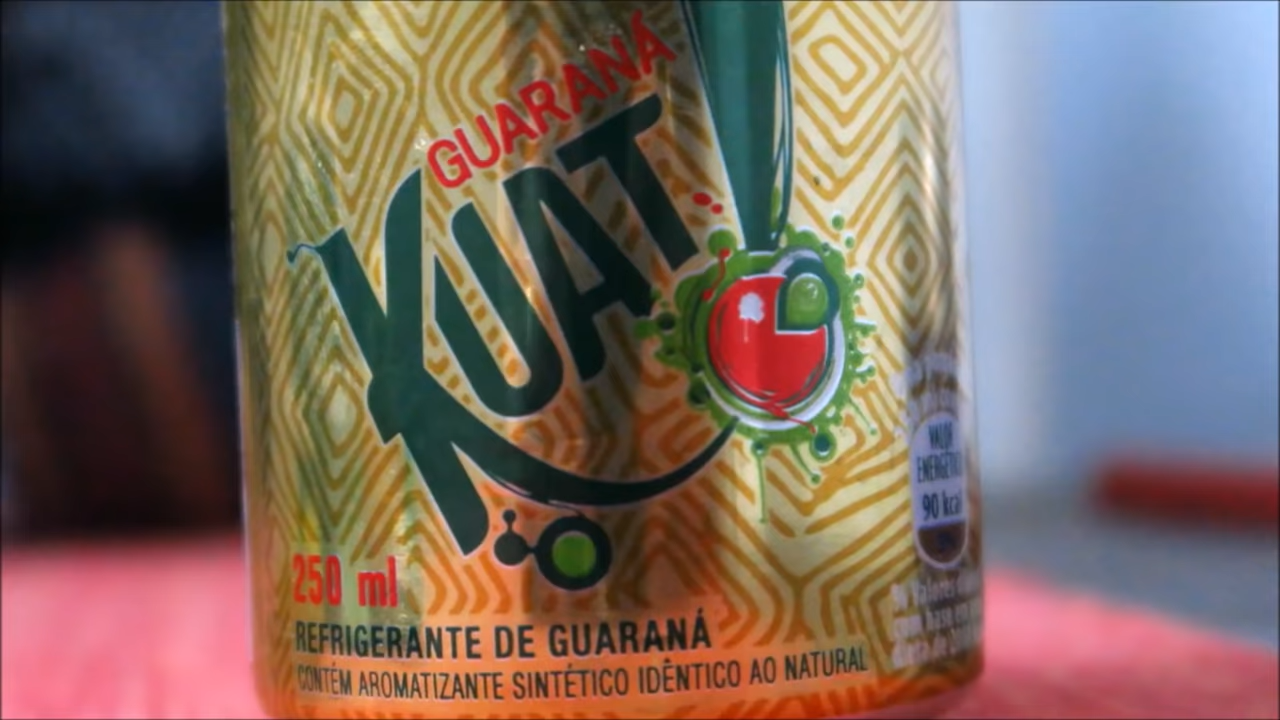 GUARANÁ
KUAT
250 ml
REFRIGERANTE DE GUARANÁ
CONTÉM AROMATIZANTE SINTÉTICO IDÊNTICO AO NATURAL
VALOR
ENERGÉTICO
90 kcal